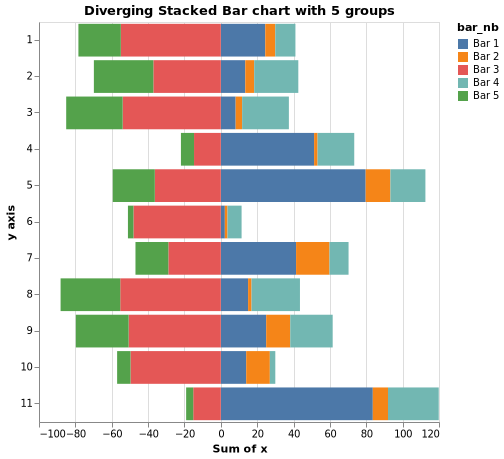 Diverging Stacked Bar chart with 5 groups
bar_nb
Bar 1
Bar 2
Bar 3
Bar 4
Bar 5
y axis
1
2
3
4
5
6
7
8
9
10
11
−100 −80 −60 −40 −20 0 20 40 60 80 100 120
Sum of x